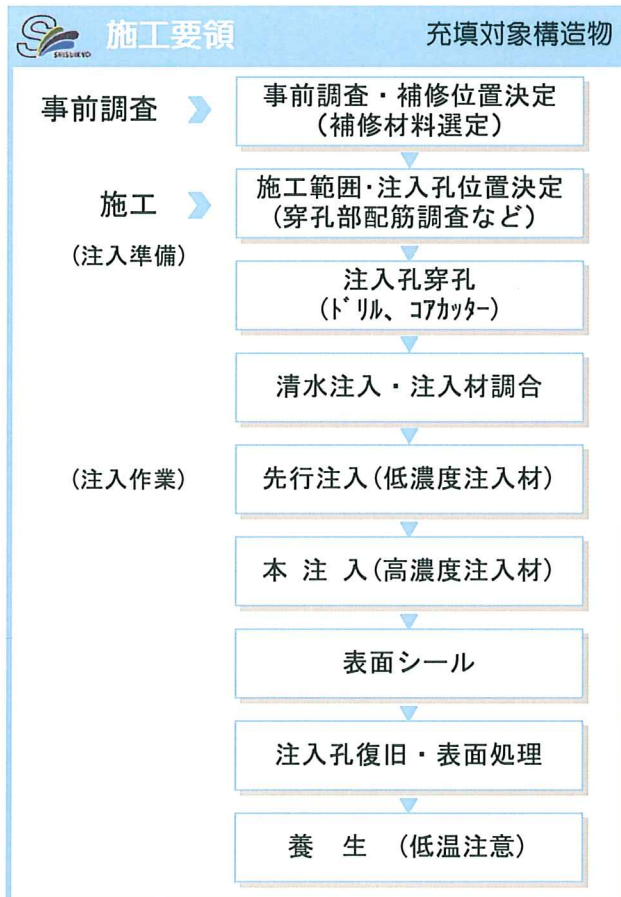 SHISUIKYO
施工要領
充填対象構造物
事前調査
事前調査・補修位置決定
(補修材料選定)
施工
施工範囲・注入孔位置決定
(穿孔部配筋調査など)
(注入準備)
注入孔穿孔
(ﾄﾞﾘﾙ、ｺｱｶｯﾀｰ)
清水注入・注入材調合
(注入作業)
先行注入(低濃度注入材)
本 注 入(高濃度注入材)
表面シール
注入孔復旧・表面処理
養 生 (低温注意)